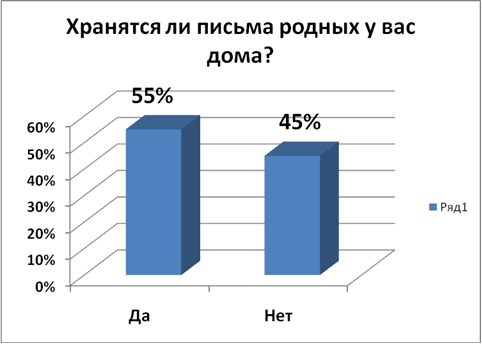 Хранятся ли письма родных у вас
дома?
55%
45%
60%
50%
40%
30%
20%
10%
0%
Да
Нет
Ряд1